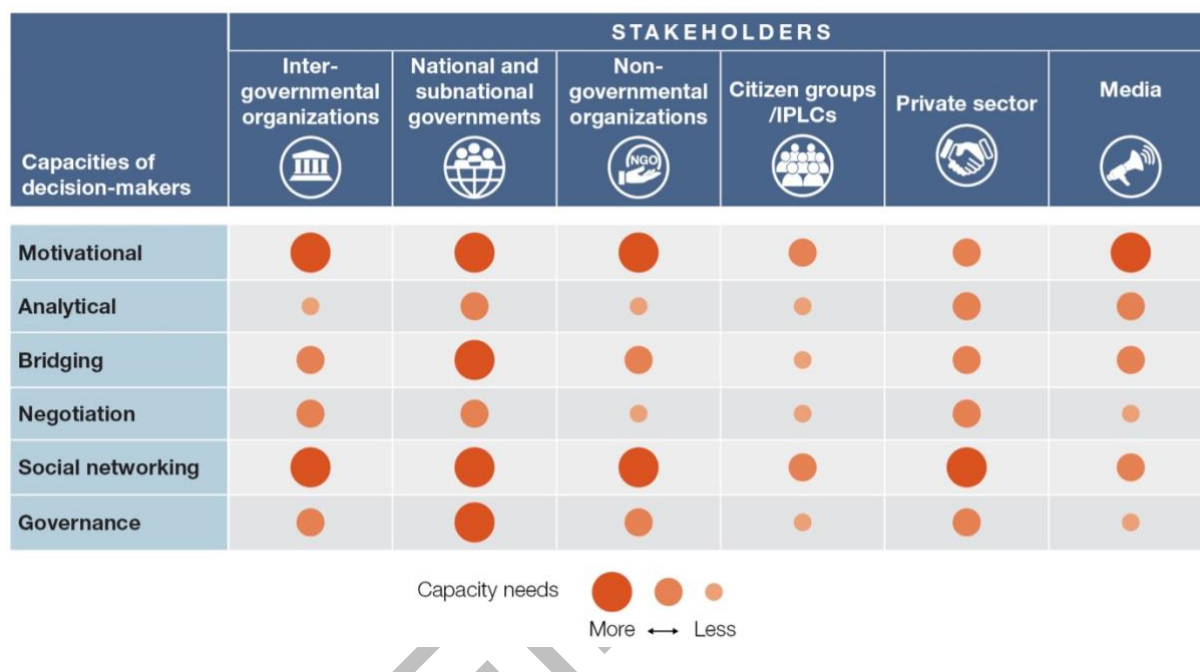 STAKEHOLDERS
Capacities of
decision-makers
Inter-
governmental
organizations
National and
subnational
governments
Non-
governmental
organizations
NGO
Citizen groups
/IPLCs
Private sector
Media
Motivational
Analytical
Bridging
Negotiation
Social networking
Governance
Capacity needs
More ↔ Less